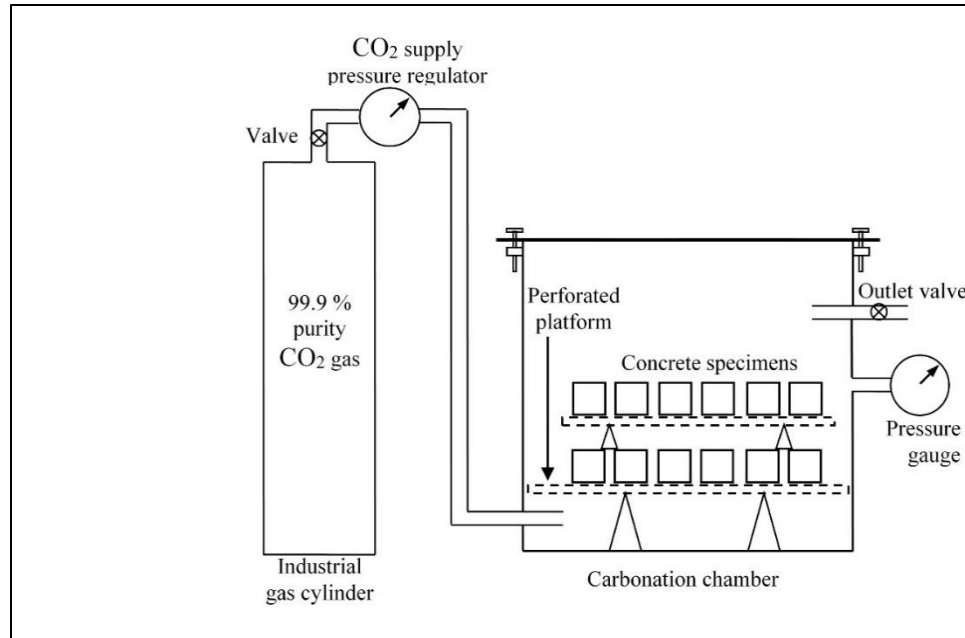 CO₂ supply
pressure regulator
Valve
99.9 %
purity
CO₂ gas
Industrial
gas cylinder
Perforated
platform
Concrete specimens
Outlet valve
Pressure
gauge
Carbonation chamber